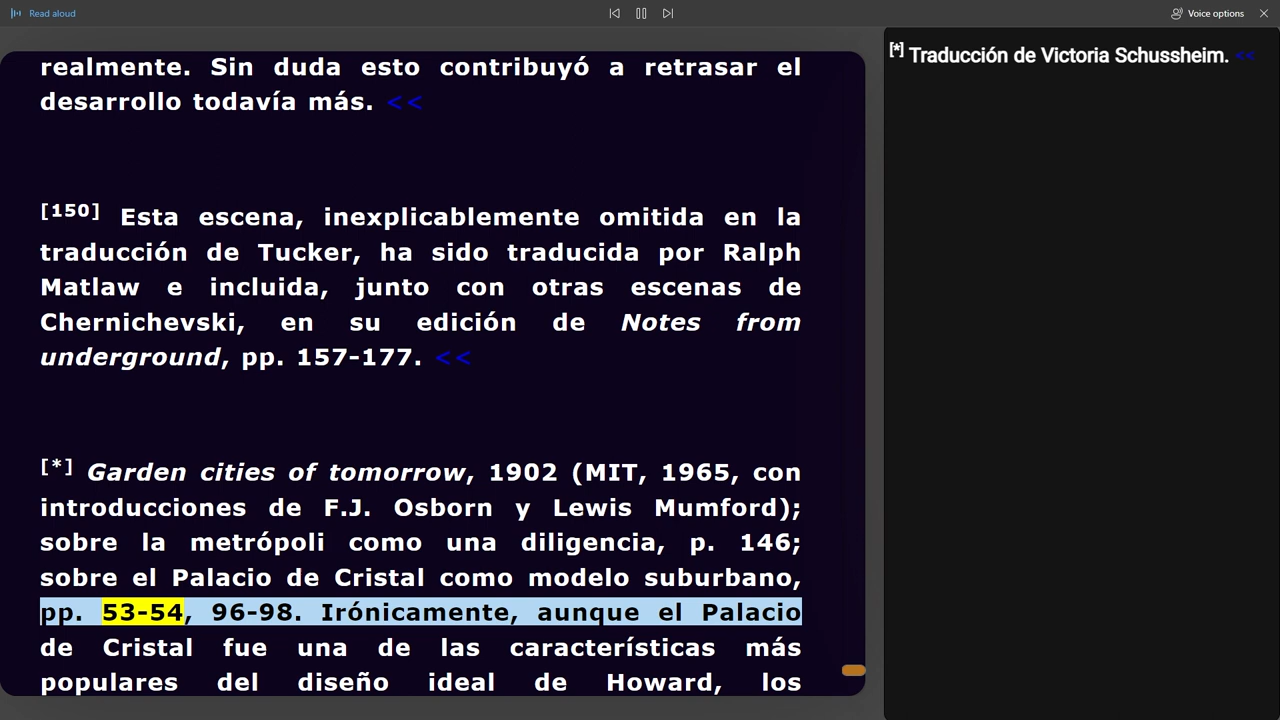 Read aloud
Voice options
realmente. Sin duda esto contribuyó a retrasar el
desarrollo todavía más. <<
[150] Esta escena, inexplicablemente omitida en la
traducción de Tucker, ha sido traducida por Ralph
Matlaw e incluida, junto con otras escenas de
Chernichevski, en su edición de Notes from
underground, pp. 157-177. <<
[*] Garden cities of tomorrow, 1902 (MIT, 1965, con
introducciones de F.J. Osborn y Lewis Mumford);
sobre la metrópoli como una diligencia, p. 146;
sobre el Palacio de Cristal como modelo suburbano,
pp. 53-54, 96-98. Irónicamente, aunque el Palacio
de Cristal fue una de las características más
populares del diseño ideal de Howard, los
[*] Traducción de Victoria Schussheim. <<